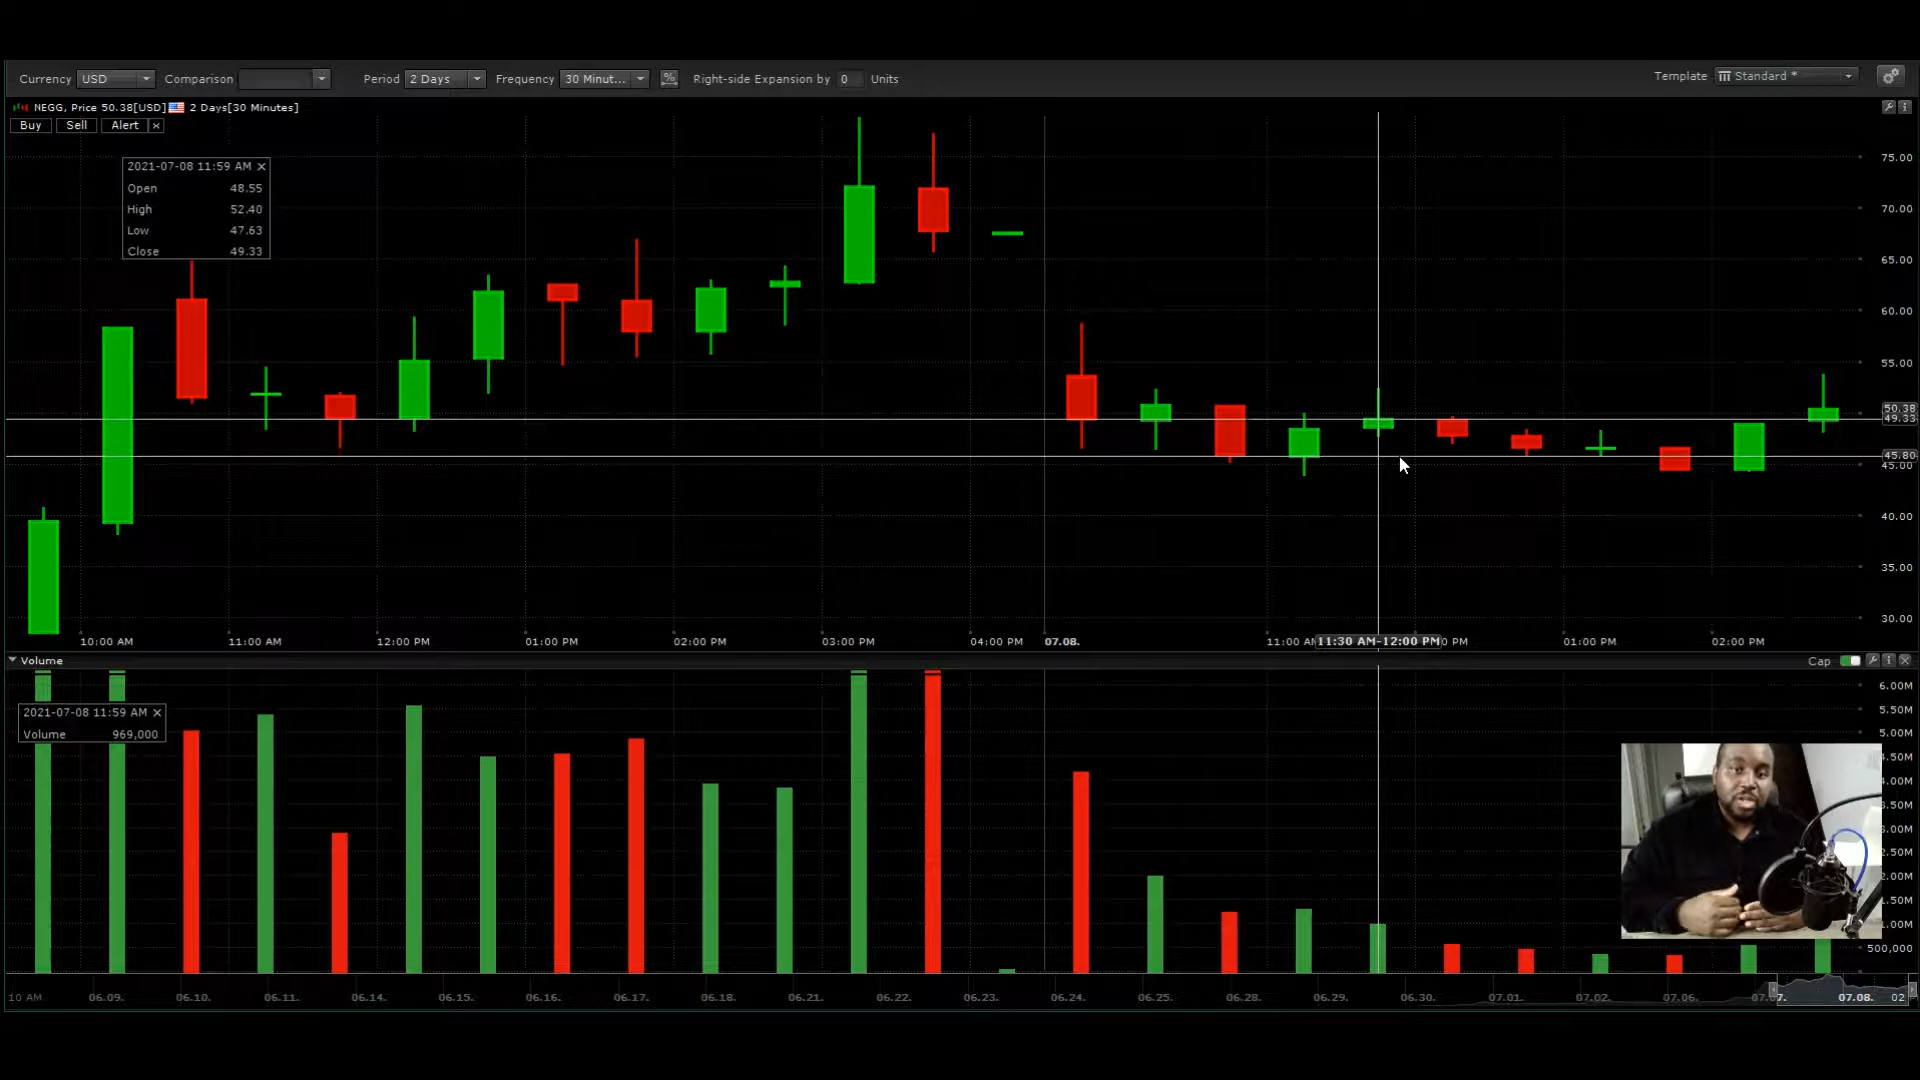 Currency USD Comparison Period 2 Days Frequency 30 Minut... % Right-side Expansion by 0 Units Template Standard *
NEGG, Price 50.38[USD] 2 Days[30 Minutes]
Buy Sell Alert
2021-07-08 11:59 AM
Open 48.55
High 52.40
Low 47.63
Close 49.33
75.00
70.00
65.00
60.00
55.00
50.38
49.33
45.80
45.00
40.00
35.00
30.00
10:00 AM 11:00 AM 12:00 PM 01:00 PM 02:00 PM 03:00 PM 04:00 PM 07.08. 11:00 AM 11:30 AM-12:00 PM PM 01:00 PM 02:00 PM
Volume Cap
2021-07-08 11:59 AM
Volume 969,000
6.00M
5.50M
5.00M
.50M
.00M
3.50M
3.00M
2.50M
2.00M
1.50M
.00M
500,000
10 AM 06.09. 06.10. 06.11. 06.14. 06.15. 06.16. 06.17. 06.18. 06.21. 06.22. 06.23. 06.24. 06.25. 06.28. 06.29. 06.30. 07.01. 07.02. 07.06. 07.08. 02